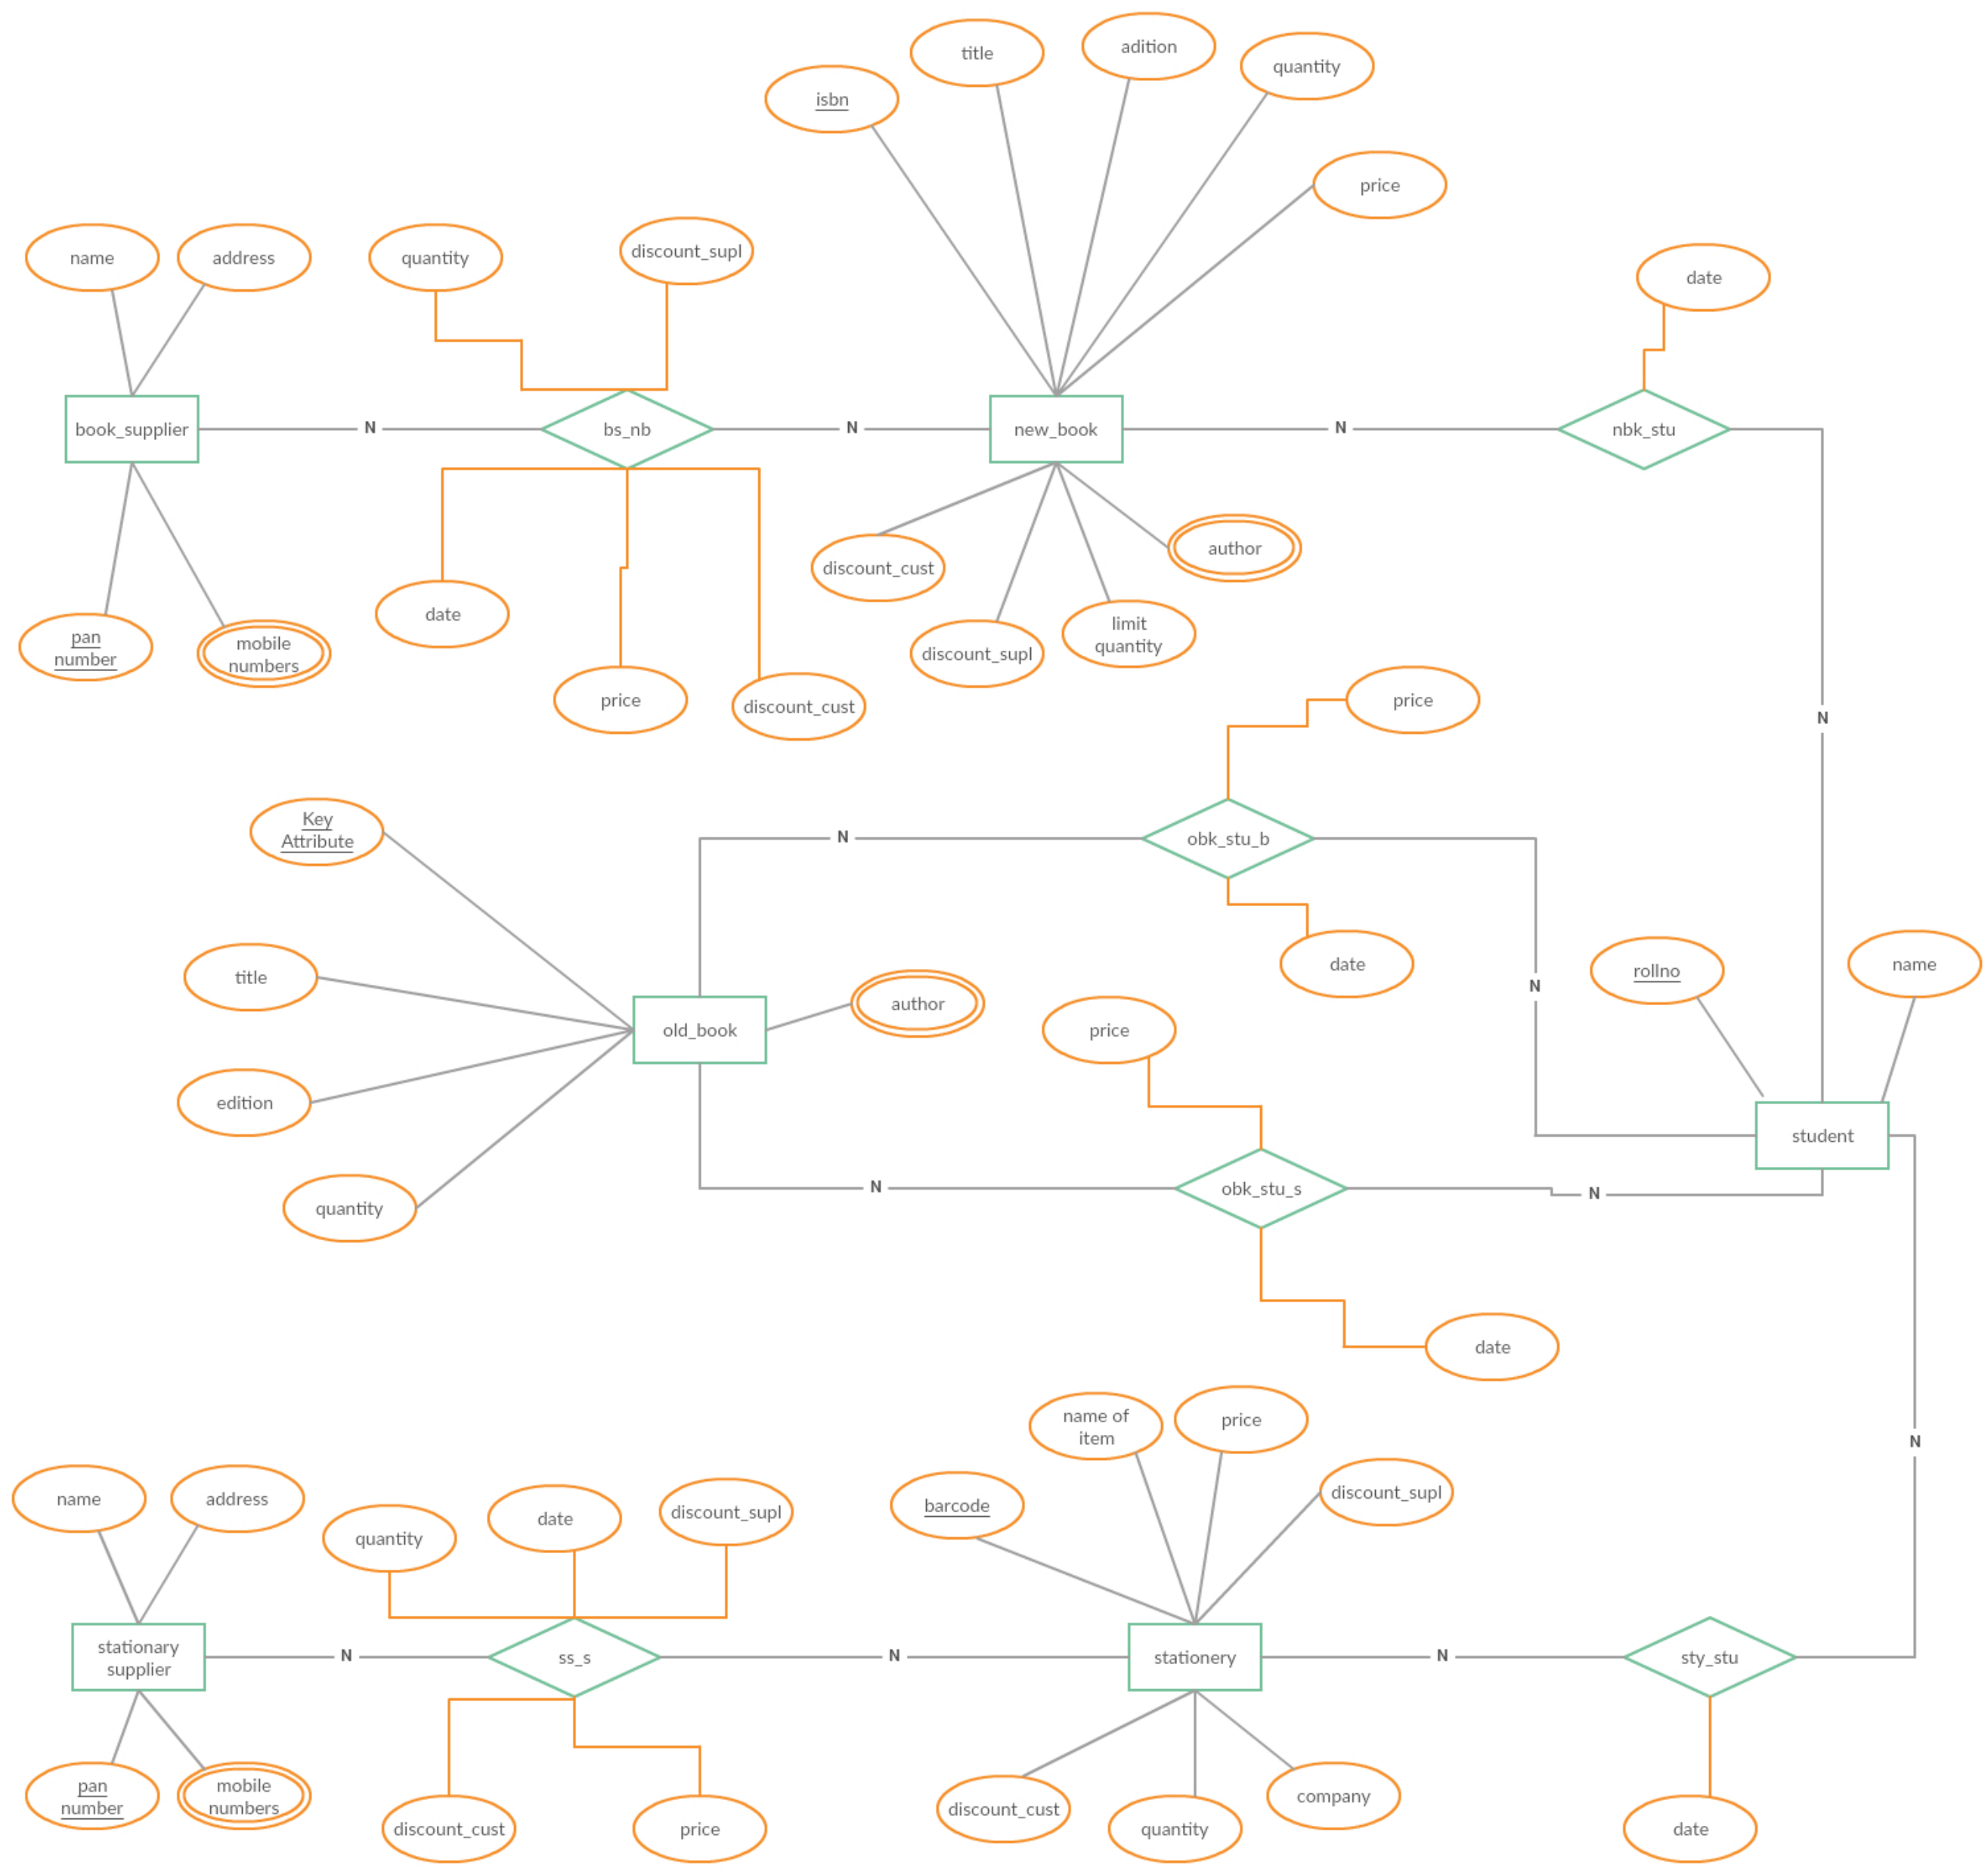 adition
title
quantity
isbn
price
name
address
quantity
discount_supl
date
book_supplier
N
bs_nb
N
new_book
N
nbk_stu
author
discount_cust
date
pan
number
mobile
numbers
limit
quantity
discount_supl
price
discount_cust
price
N
Key
Attribute
N
obk_stu_b
title
date
rollno
name
N
old_book
author
price
edition
student
quantity
N
obk_stu_s
N
date
name of
item
price
N
name
address
quantity
date
discount_supl
barcode
discount_supl
stationary
supplier
N
ss_s
N
stationery
N
sty_stu
pan
number
mobile
numbers
discount_cust
price
discount_cust
quantity
company
date